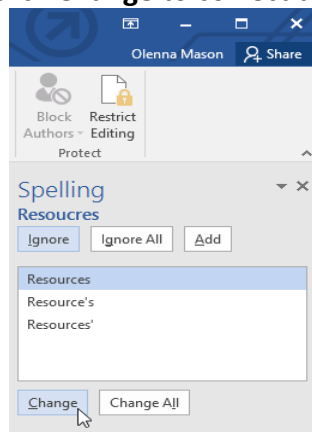 Olenna Mason Share
Block Restrict
Authors Editing
Protect
Spelling
Resoucres
Ignore Ignore All Add
Resources
Resource's
Resources'
Change Change All